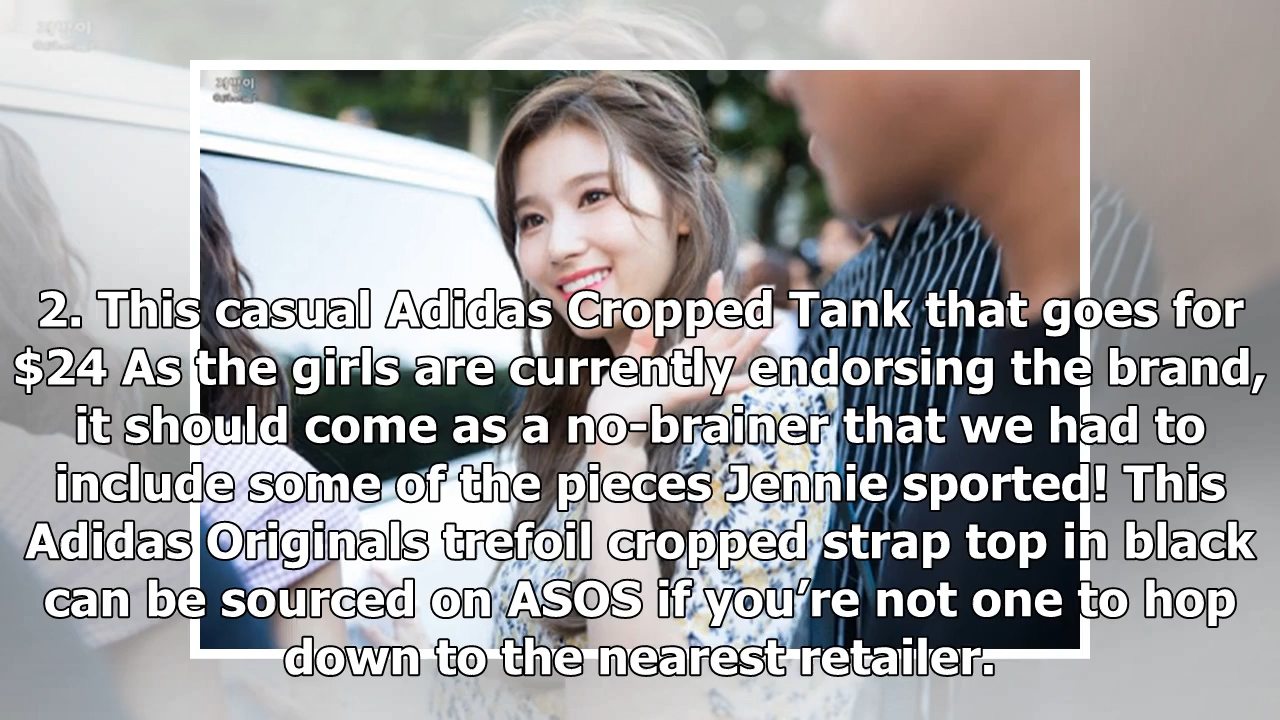 2. This casual Adidas Cropped Tank that goes for
$24 As the girls are currently endorsing the brand,
it should come as a no-brainer that we had to
include some of the pieces Jennie sported! This
Adidas Originals trefoil cropped strap top in black
can be sourced on ASOS if you’re not one to hop
down to the nearest retailer.